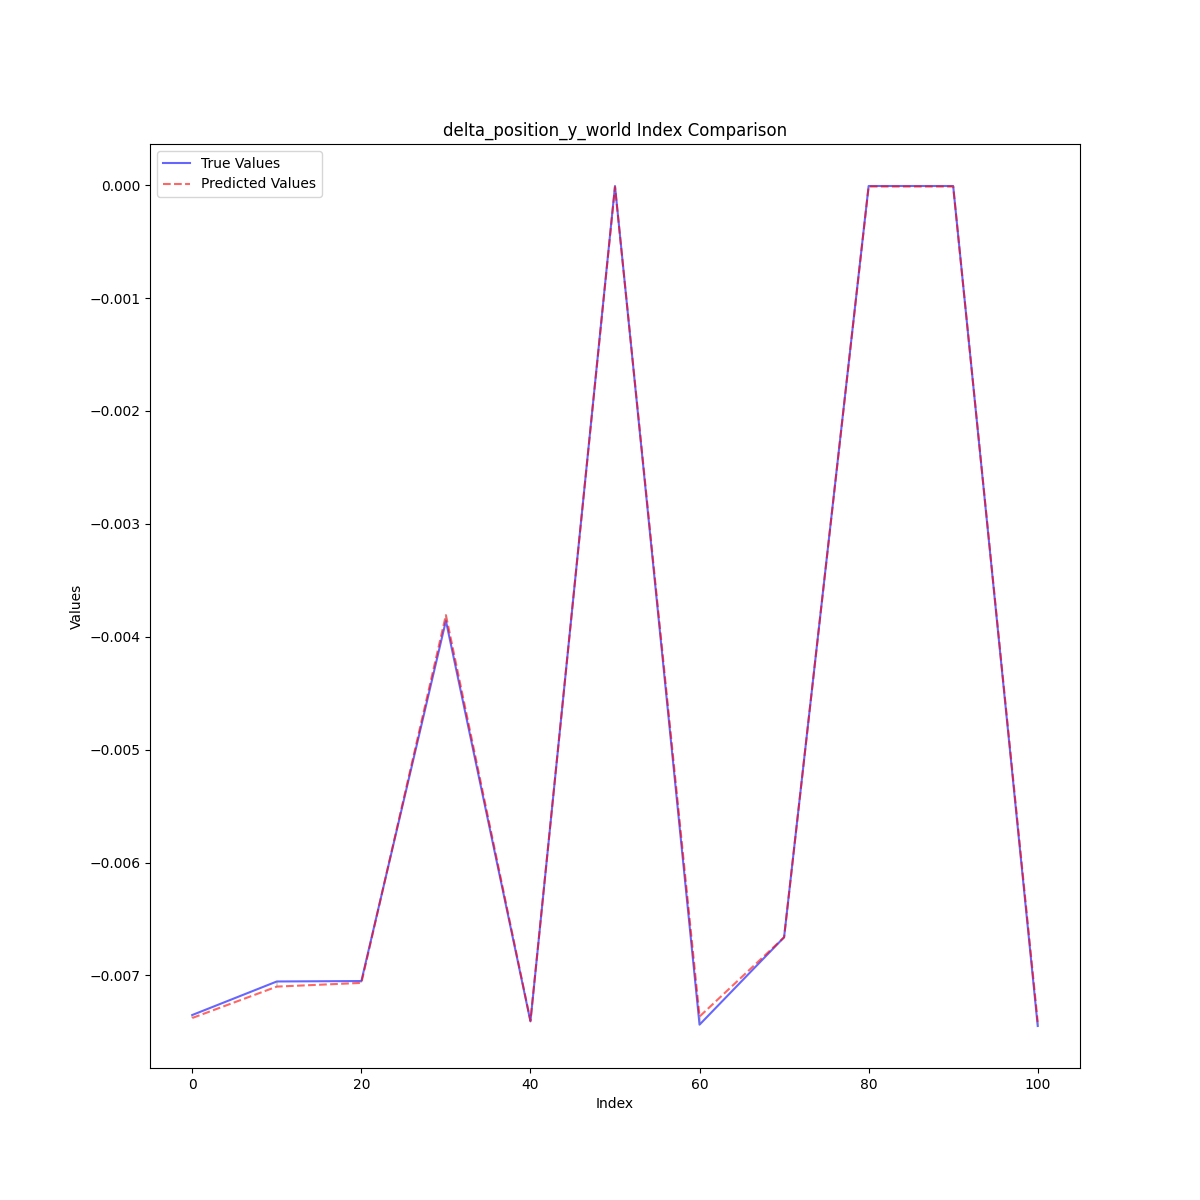 delta_position_y_world Index Comparison
True Values
Predicted Values
0.000
−0.001
−0.002
−0.003
−0.004
−0.005
−0.006
−0.007
Values
0 20 40 60 80 100
Index